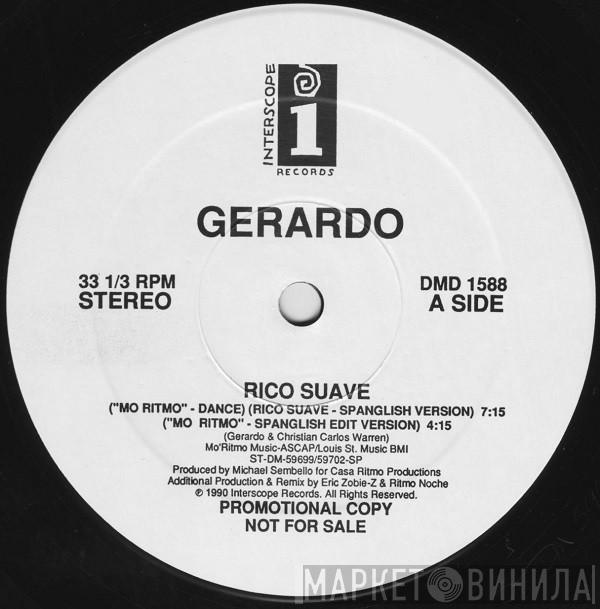 INTERSCOPE
1
RECORDS
GERARDO
33 1/3 RPM
STEREO
DMD 1588
A SIDE
RICO SUAVE
("MO RITMO" - DANCE) (RICO SUAVE - SPANGLISH VERSION) 7:15
("MO RITMO" - SPANGLISH EDIT VERSION) 4:15
(Gerardo & Christian Carlos Warren)
Mo'Ritmo Music-ASCAP/Louis St. Music BMI
ST-DM-59699/59702-SP
Produced by Michael Sembello for Casa Ritmo Productions
Additional Production & Remix by Eric Zobie-Z & Ritmo Noche
℗ 1990 Interscope Records. All Rights Reserved.
PROMOTIONAL COPY
NOT FOR SALE
МАРКЕТ ВИНИЛА